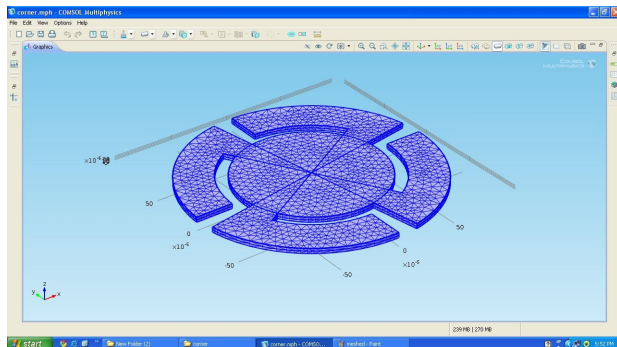 corner.mph - COMSOL Multiphysics
File Edit View Options Help
Graphics
COMSOL
MULTIPHYSICS
×10⁻⁶
50
0
×10⁻⁶
-50
50
0
×10⁻⁶
-50
z
y
x
239 MB | 270 MB
start
New Folder (2)
corner
corner.mph - COMSO...
meshed - Paint
5:52 PM